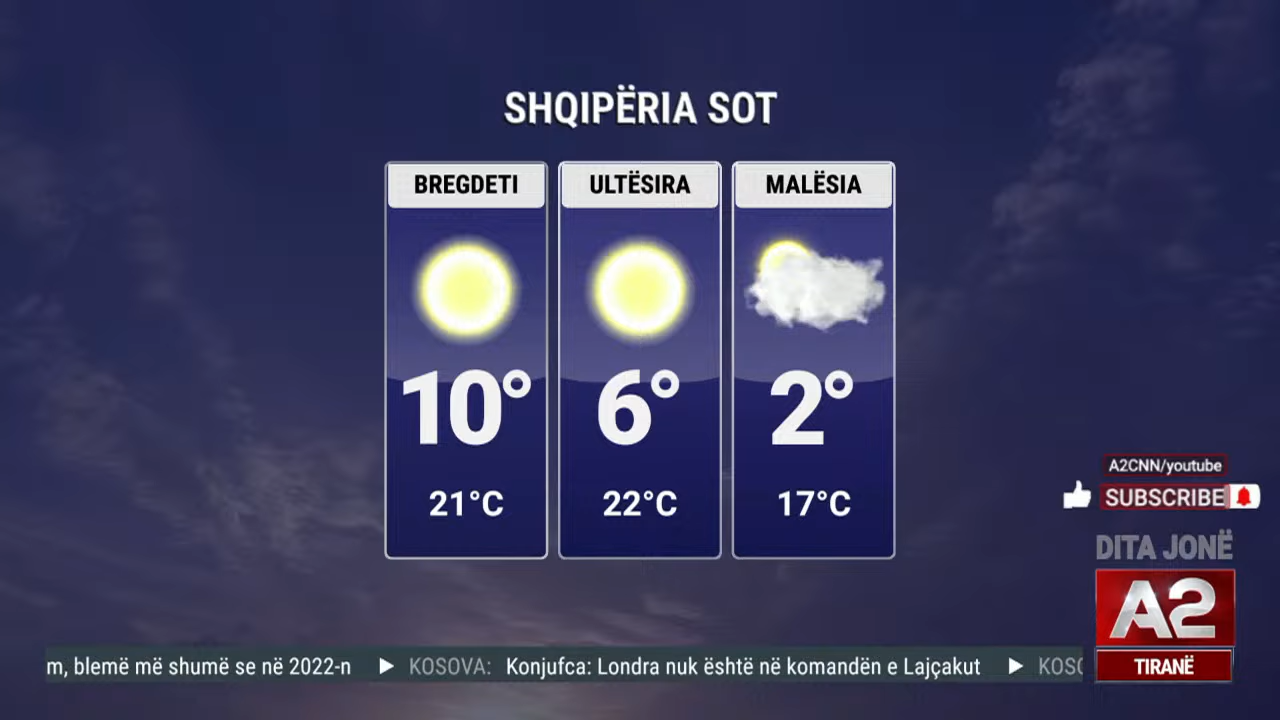 SHQIPËRIA SOT
BREGDETI
ULTËSIRA
MALËSIA
10°
6°
2°
21°C
22°C
17°C
A2CNN/youtube
SUBSCRIBE
DITA JONË
A2
TIRANË
m, blemë më shumë se në 2022-n ▶ KOSOVA: Konjufca: Londra nuk është në komandën e Lajçakut ▶ KOSO